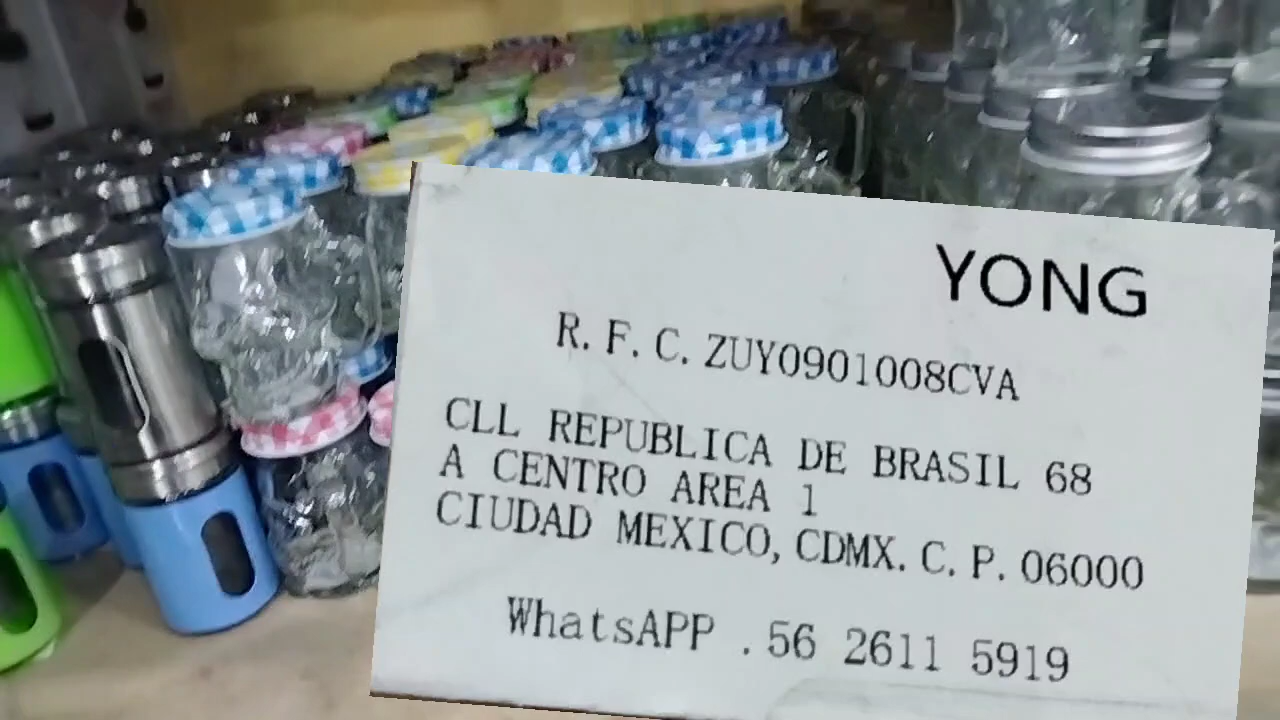 YONG
R. F. C. ZUY0901008CVA
CLL REPUBLICA DE BRASIL 68
A CENTRO AREA 1
CIUDAD MEXICO, CDMX. C. P. 06000
WhatsAPP . 56 2611 5919